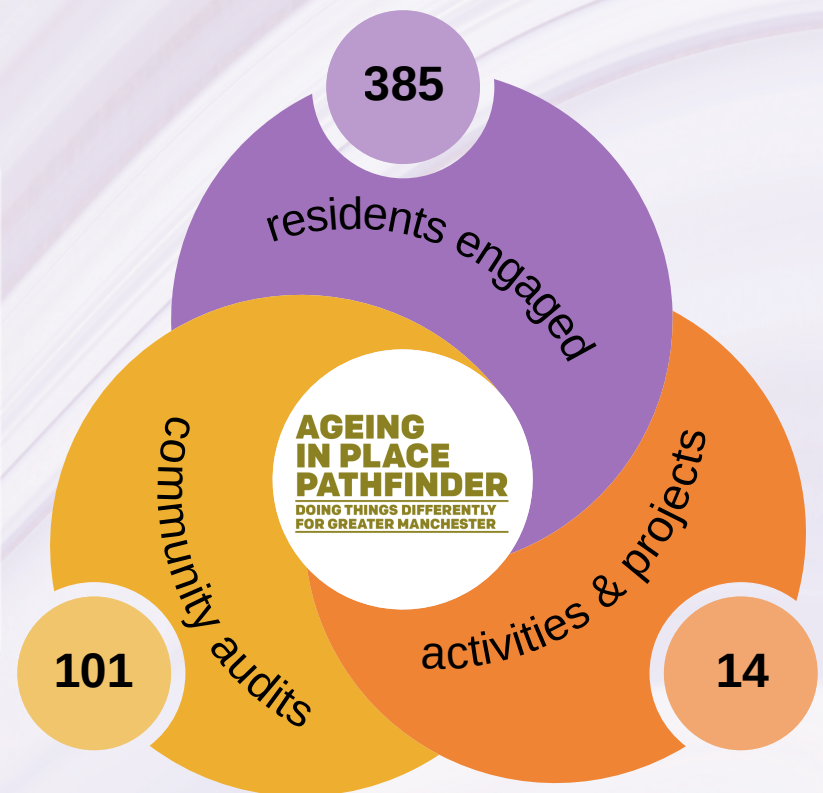 385
residents engaged
AGEING
IN PLACE
PATHFINDER
DOING THINGS DIFFERENTLY
FOR GREATER MANCHESTER
community audits
101
activities & projects
14